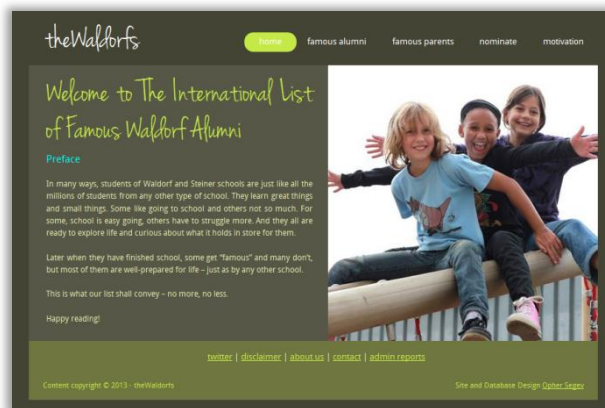 theWaldorfs
home famous alumni famous parents nominate motivation
Welcome to The International List
of Famous Waldorf Alumni
Preface
In many ways, students of Waldorf and Steiner schools are just like all the
millions of students from any other type of school. They learn great things
and small things. Some like going to school and others not so much. For
some, school is easy going, others have to struggle more. And they all are
ready to explore life and curious about what it holds in store for them.
Later when they have finished school, some get "famous" and many don't,
but most of them are well-prepared for life – just as by any other school.
This is what our list shall convey – no more, no less.
Happy reading!
twitter | disclaimer | about us | contact | admin reports
Content copyright © 2013 - theWaldorfs Site and Database Design Opher Segev